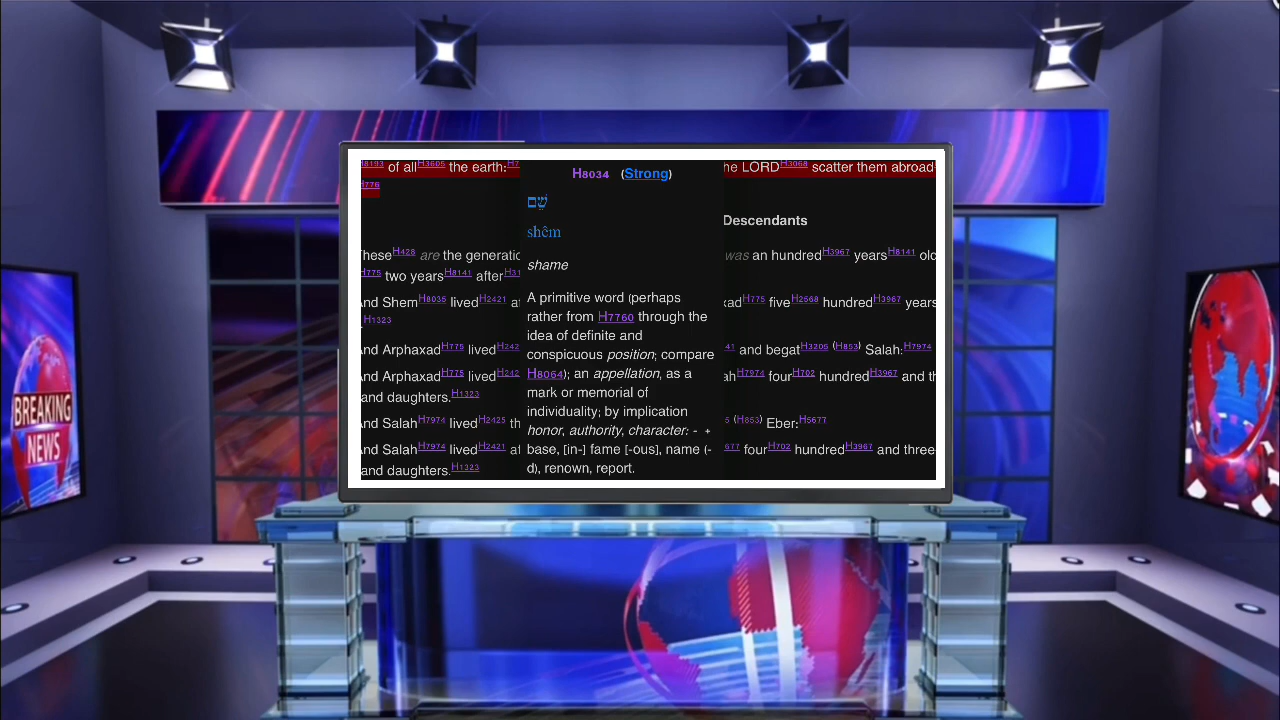 H8193 of all H3605 the earth: H7
H776
These H428 are the generatio
H775 two years H8141 after H31
And Shem H8035 lived H2421 af
H1323
And Arphaxad H775 lived H242
And Arphaxad H775 lived H242
and daughters. H1323
And Salah H7974 lived H2425 th
And Salah H7974 lived H2421 af
and daughters. H1323
H8034 (Strong)
שֵׁם
shêm
shame
A primitive word (perhaps
rather from H7760 through the
idea of definite and
conspicuous position; compare
H8064); an appellation, as a
mark or memorial of
individuality; by implication
honor, authority, character: - +
base, [in-] fame [-ous], name (-
d), renown, report.
he LORD H3068 scatter them abroad
Descendants
was an hundred H3967 years H8141 old
xad H775 five H2568 hundred H3967 years
41 and begat H3205 (H853) Salah: H7974
ah H7974 four H702 hundred H3967 and th
5 (H853) Eber: H5677
5677 four H702 hundred H3967 and three
BREAKING
NEWS